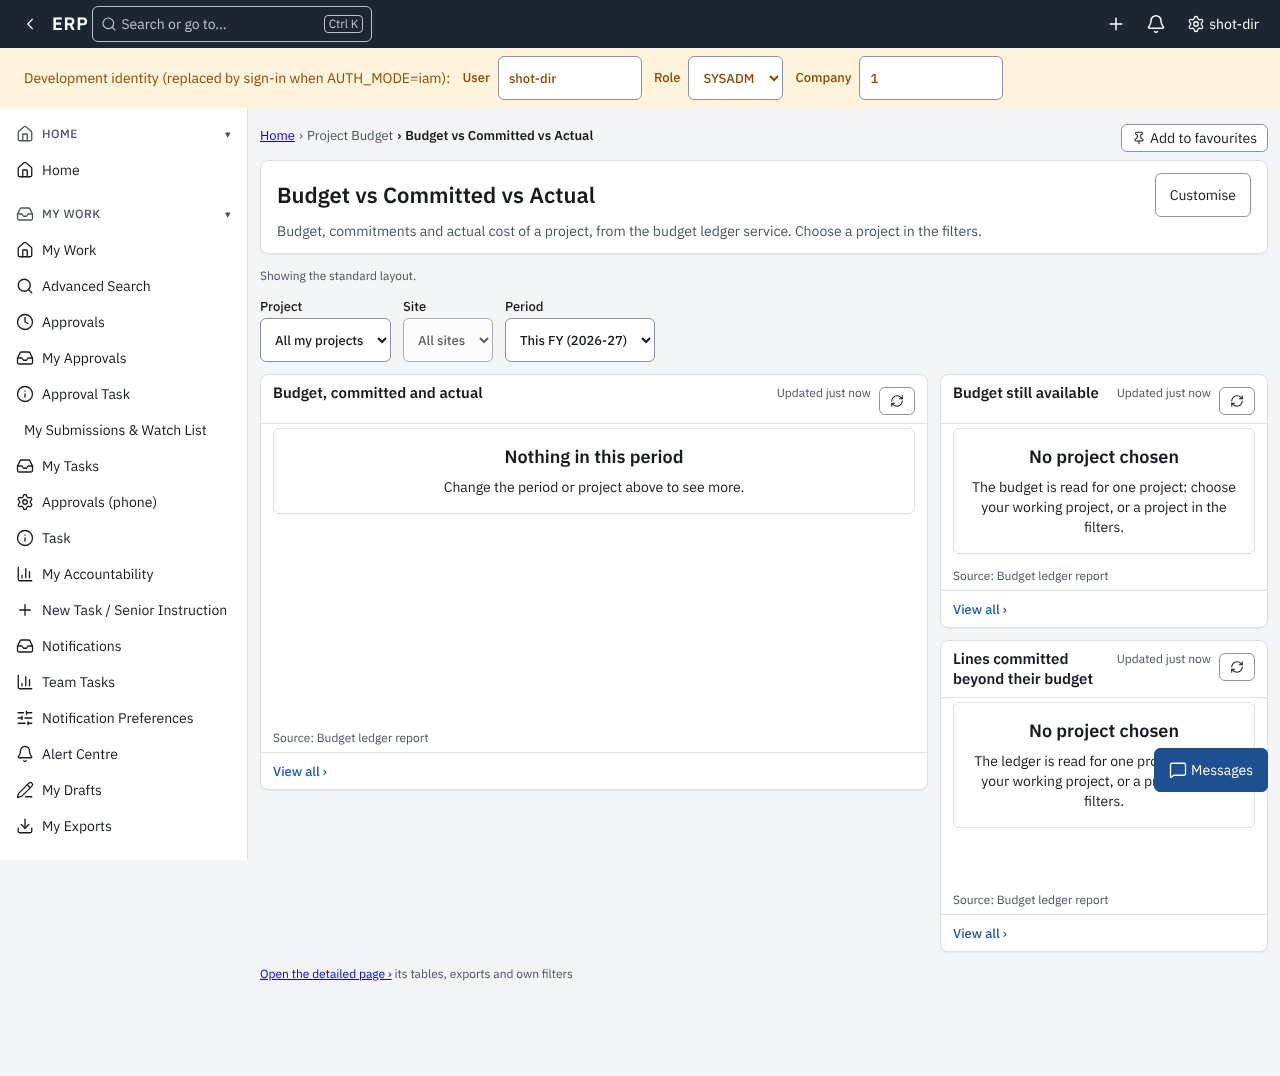 ERP
Search or go to...
Ctrl K
shot-dir
Development identity (replaced by sign-in when AUTH_MODE=iam):
User
shot-dir
Role
SYSADM
Company
1
HOME
Home
MY WORK
My Work
Advanced Search
Approvals
My Approvals
Approval Task
My Submissions & Watch List
My Tasks
Approvals (phone)
Task
My Accountability
New Task / Senior Instruction
Notifications
Team Tasks
Notification Preferences
Alert Centre
My Drafts
My Exports
Home › Project Budget › Budget vs Committed vs Actual
Add to favourites
Budget vs Committed vs Actual
Customise
Budget, commitments and actual cost of a project, from the budget ledger service. Choose a project in the filters.
Showing the standard layout.
Project
Site
Period
All my projects
All sites
This FY (2026-27)
Budget, committed and actual
Updated just now
Nothing in this period
Change the period or project above to see more.
Source: Budget ledger report
View all ›
Budget still available
Updated just now
No project chosen
The budget is read for one project: choose
your working project, or a project in the
filters.
Source: Budget ledger report
View all ›
Lines committed
beyond their budget
Updated just now
No project chosen
The ledger is read for one
your working project, or a
filters.
Messages
Source: Budget ledger report
View all ›
Open the detailed page › its tables, exports and own filters